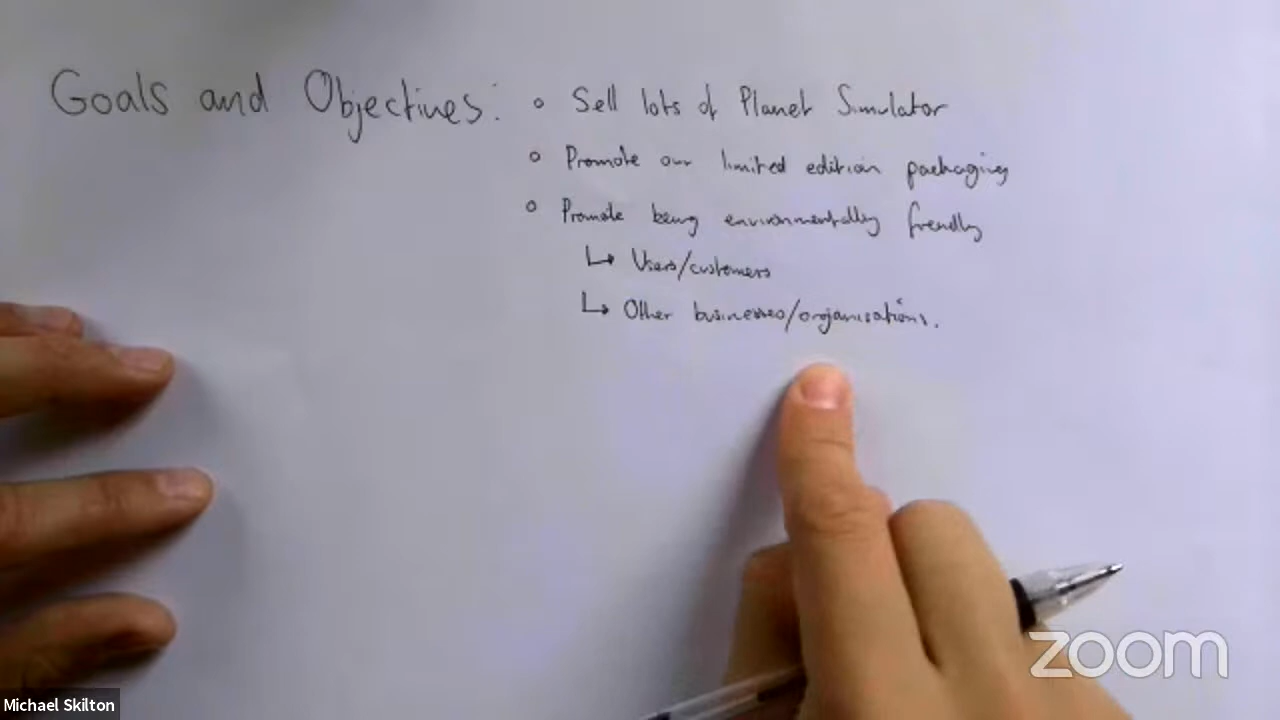 Goals and Objectives: ◦ Sell lots of Planet Simulator
◦ Promote our limited edition packaging
◦ Promote being environmentally friendly
↳ Users/customers
↳ Other businesses/organisations.
zoom
Michael Skilton